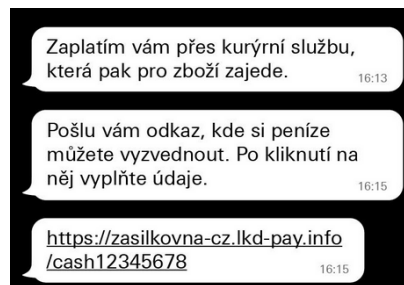 Zaplatím vám přes kurýrní službu,
která pak pro zboží zajede.
16:13
Pošlu vám odkaz, kde si peníze
můžete vyzvednout. Po kliknutí na
něj vyplňte údaje.
16:15
https://zasilkovna-cz.lkd-pay.info
/cash12345678
16:15